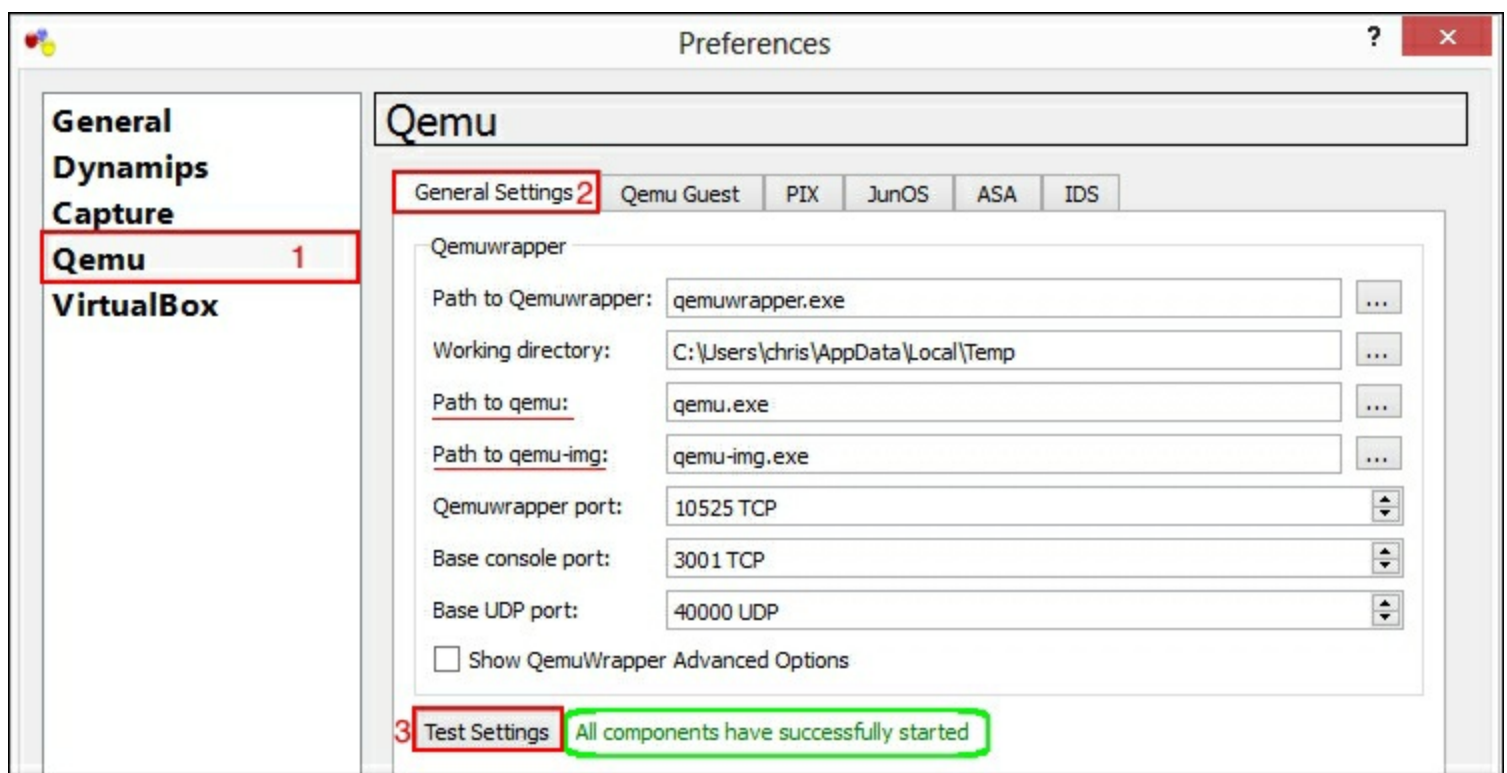 Preferences
?
×
General
Dynamips
Capture
Qemu 1
VirtualBox
Qemu
General Settings 2 Qemu Guest PIX JunOS ASA IDS
Qemuwrapper
Path to Qemuwrapper: qemuwrapper.exe ...
Working directory: C:\Users\chris\AppData\Local\Temp ...
Path to qemu: qemu.exe ...
Path to qemu-img: qemu-img.exe ...
Qemuwrapper port: 10525 TCP
Base console port: 3001 TCP
Base UDP port: 40000 UDP
Show QemuWrapper Advanced Options
3 Test Settings All components have successfully started